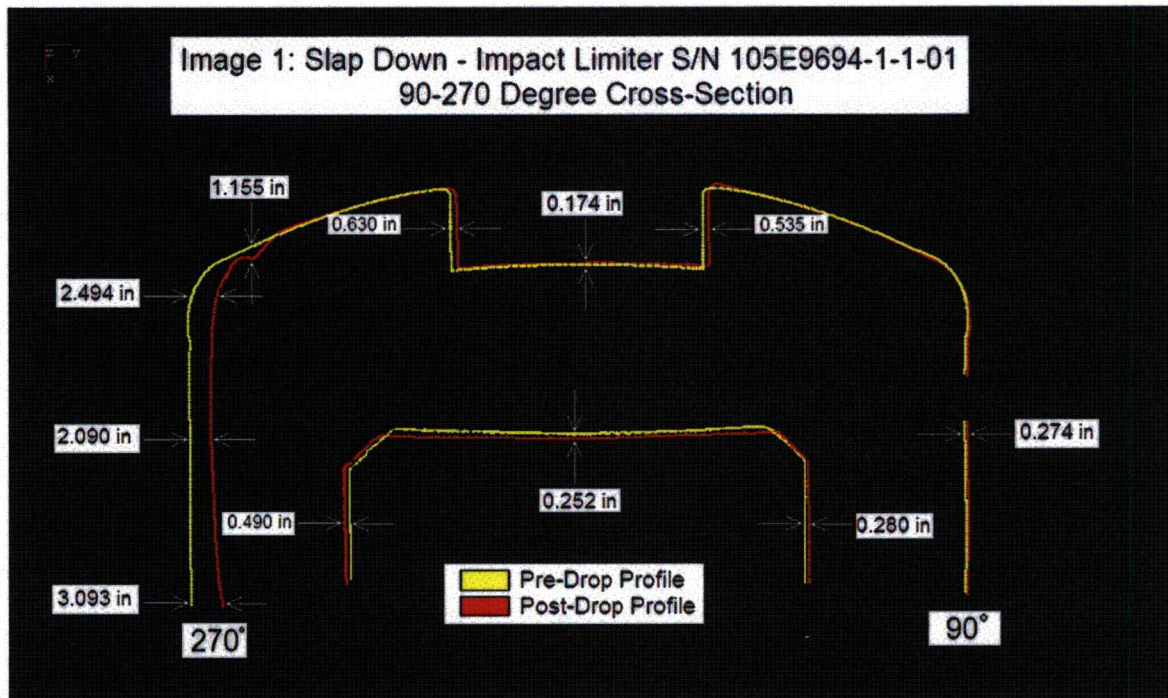 Z Y
X
Image 1: Slap Down - Impact Limiter S/N 105E9694-1-1-01
90-270 Degree Cross-Section
1.155 in
0.630 in
0.174 in
0.535 in
2.494 in
2.090 in
0.274 in
0.252 in
0.490 in
0.280 in
3.093 in
Pre-Drop Profile
Post-Drop Profile
270°
90°